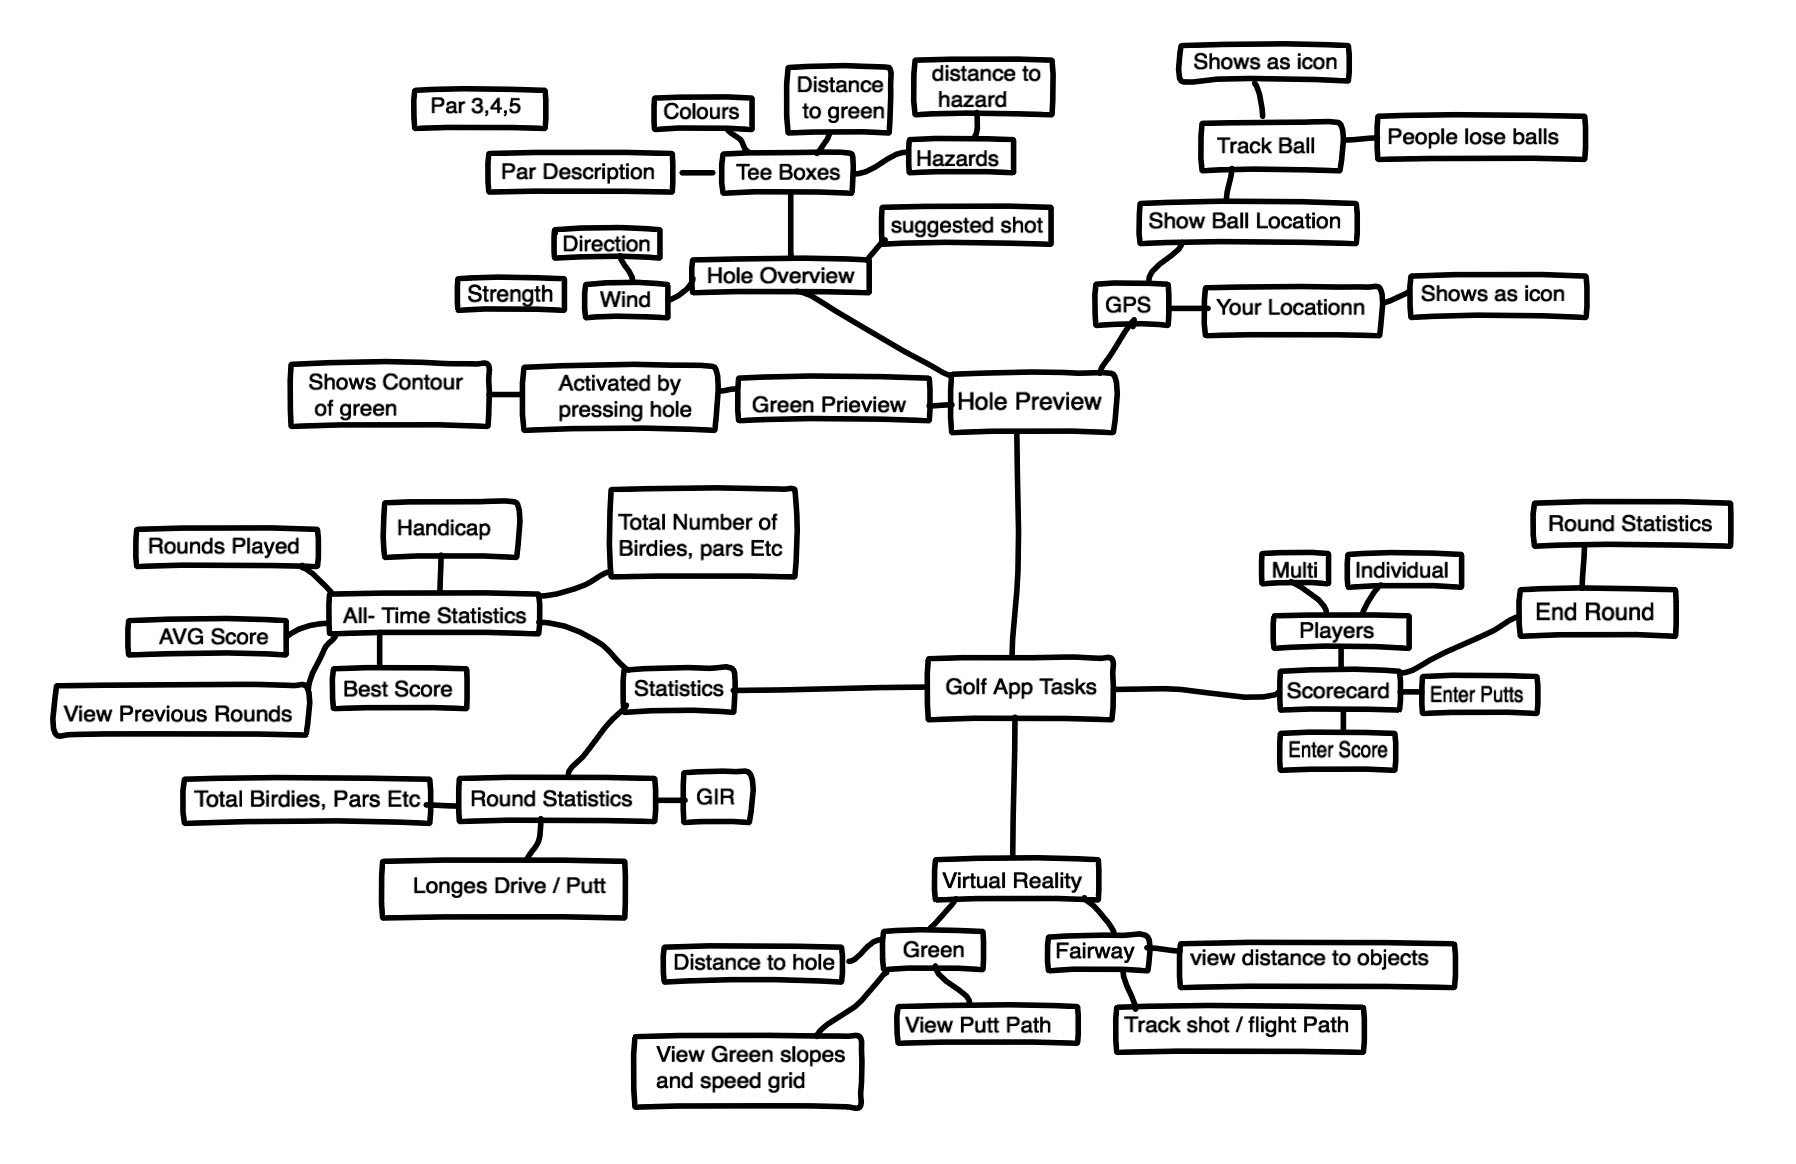 Shows as icon
Par 3,4,5
Colours
Distance
to green
distance to
hazard
Track Ball
People lose balls
Par Description
Tee Boxes
Hazards
Show Ball Location
Direction
suggested shot
Strength
Wind
Hole Overview
GPS
Your Locationn
Shows as icon
Shows Contour
of green
Activated by
pressing hole
Green Prieview
Hole Preview
Rounds Played
Handicap
Total Number of
Birdies, pars Etc
Round Statistics
Multi
Individual
AVG Score
All- Time Statistics
Players
End Round
View Previous Rounds
Best Score
Statistics
Golf App Tasks
Scorecard
Enter Putts
Enter Score
Total Birdies, Pars Etc
Round Statistics
GIR
Longes Drive / Putt
Virtual Reality
Distance to hole
Green
Fairway
view distance to objects
View Putt Path
Track shot / flight Path
View Green slopes
and speed grid